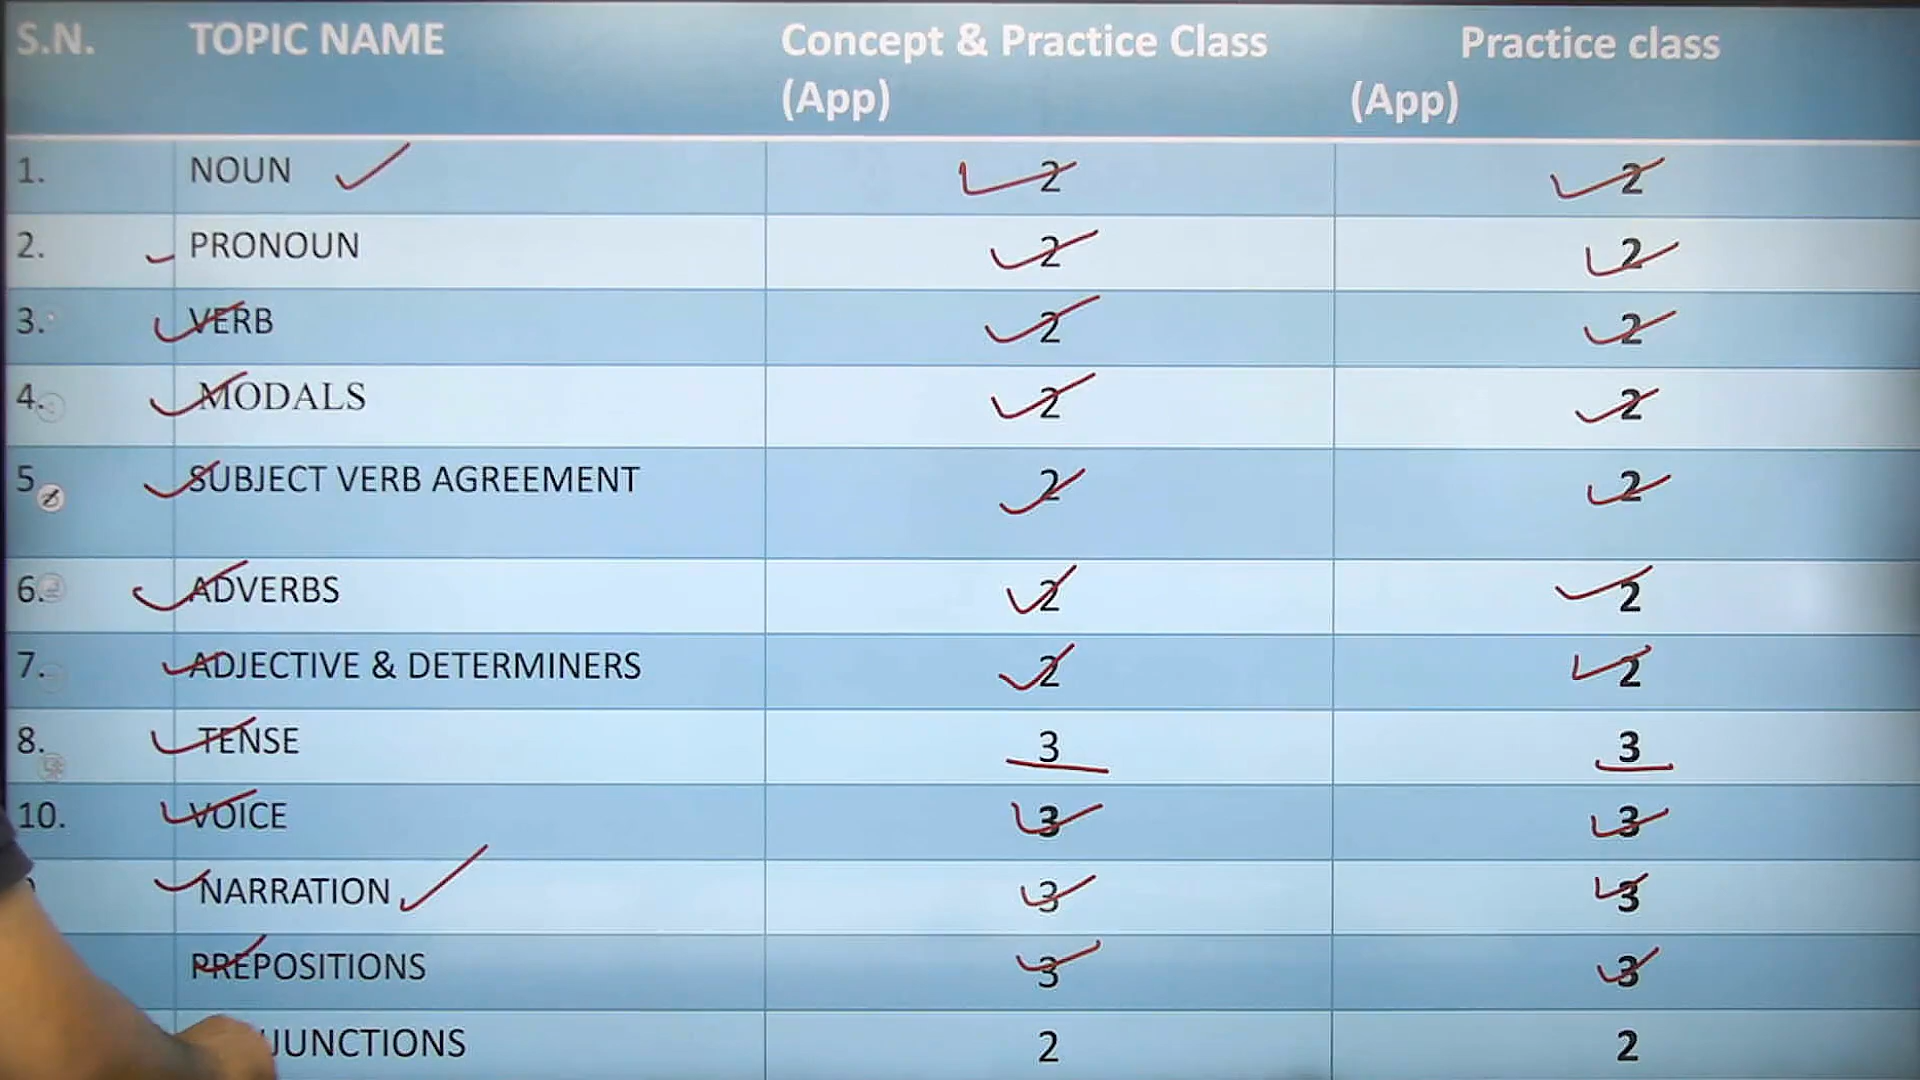 S.N. TOPIC NAME Concept & Practice Class (App) Practice class (App)
1. NOUN 2 2
2. PRONOUN 2 2
3. VERB 2 2
4. MODALS 2 2
5 SUBJECT VERB AGREEMENT 2 2
6. ADVERBS 2 2
7. ADJECTIVE & DETERMINERS 2 2
8. TENSE 3 3
10. VOICE 3 3
NARRATION 3 3
PREPOSITIONS 3 3
JUNCTIONS 2 2